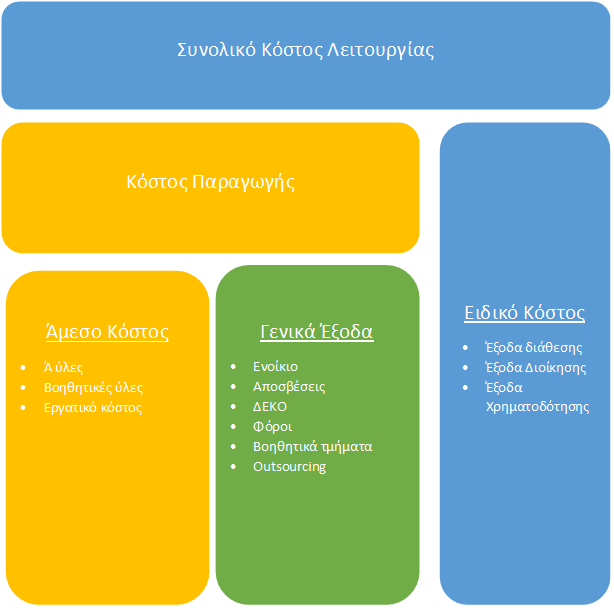 Συνολικό Κόστος Λειτουργίας
Κόστος Παραγωγής
Άμεσο Κόστος
• Ά ύλες
• Βοηθητικές ύλες
• Εργατικό κόστος
Γενικά Έξοδα
• Ενοίκιο
• Αποσβέσεις
• ΔΕΚΟ
• Φόροι
• Βοηθητικά τμήματα
• Outsourcing
Ειδικό Κόστος
• Έξοδα διάθεσης
• Έξοδα Διοίκησης
• Έξοδα
Χρηματοδότησης